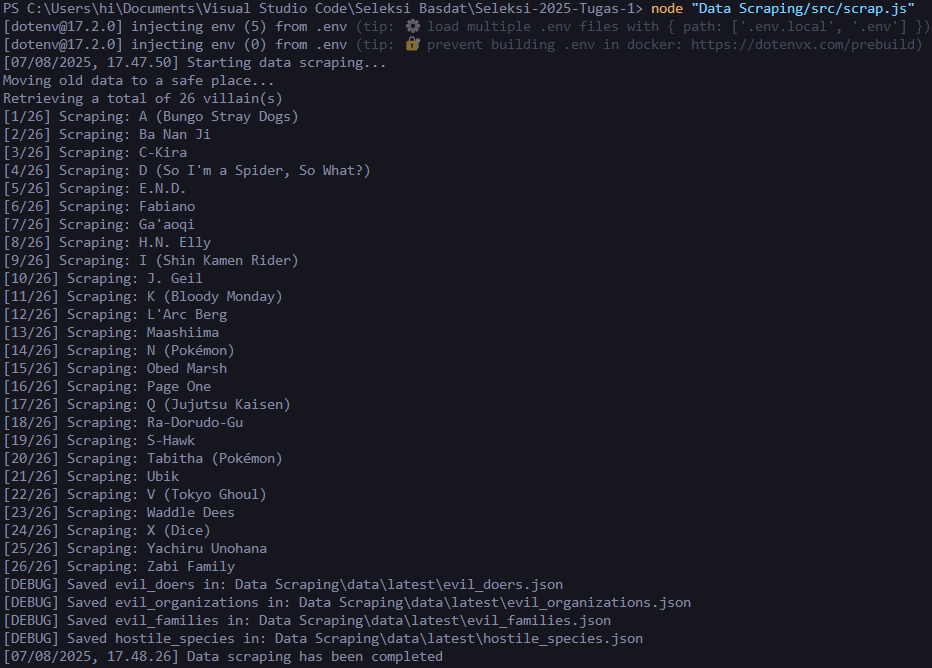 PS C:\Users\hi\Documents\Visual Studio Code\Seleksi Basdat\Seleksi-2025-Tugas-1> node "Data Scraping/src/scrap.js"
[dotenv@17.2.0] injecting env (5) from .env (tip: ⚙️ load multiple .env files with { path: ['.env.local', '.env'] })
[dotenv@17.2.0] injecting env (0) from .env (tip: 🔒 prevent building .env in docker: https://dotenvx.com/prebuild)
[07/08/2025, 17.47.50] Starting data scraping...
Moving old data to a safe place...
Retrieving a total of 26 villain(s)
[1/26] Scraping: A (Bungo Stray Dogs)
[2/26] Scraping: Ba Nan Ji
[3/26] Scraping: C-Kira
[4/26] Scraping: D (So I'm a Spider, So What?)
[5/26] Scraping: E.N.D.
[6/26] Scraping: Fabiano
[7/26] Scraping: Ga'aoqi
[8/26] Scraping: H.N. Elly
[9/26] Scraping: I (Shin Kamen Rider)
[10/26] Scraping: J. Geil
[11/26] Scraping: K (Bloody Monday)
[12/26] Scraping: L'Arc Berg
[13/26] Scraping: Maashiima
[14/26] Scraping: N (Pokémon)
[15/26] Scraping: Obed Marsh
[16/26] Scraping: Page One
[17/26] Scraping: Q (Jujutsu Kaisen)
[18/26] Scraping: Ra-Dorudo-Gu
[19/26] Scraping: S-Hawk
[20/26] Scraping: Tabitha (Pokémon)
[21/26] Scraping: Ubik
[22/26] Scraping: V (Tokyo Ghoul)
[23/26] Scraping: Waddle Dees
[24/26] Scraping: X (Dice)
[25/26] Scraping: Yachiru Unohana
[26/26] Scraping: Zabi Family
[DEBUG] Saved evil_doers in: Data Scraping\data\latest\evil_doers.json
[DEBUG] Saved evil_organizations in: Data Scraping\data\latest\evil_organizations.json
[DEBUG] Saved evil_families in: Data Scraping\data\latest\evil_families.json
[DEBUG] Saved hostile_species in: Data Scraping\data\latest\hostile_species.json
[07/08/2025, 17.48.26] Data scraping has been completed